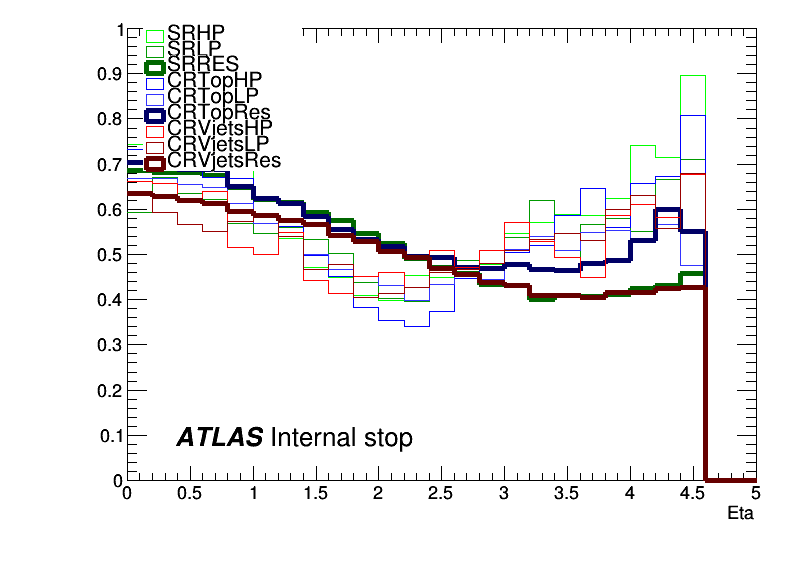 1
0.9
0.8
0.7
0.6
0.5
0.4
0.3
0.2
0.1
0
SRHP
SRLP
SRRES
CRTopHP
CRTopLP
CRTopRes
CRVjetsHP
CRVjetsLP
CRVjetsRes
ATLAS Internal stop
0 0.5 1 1.5 2 2.5 3 3.5 4 4.5 5
Eta